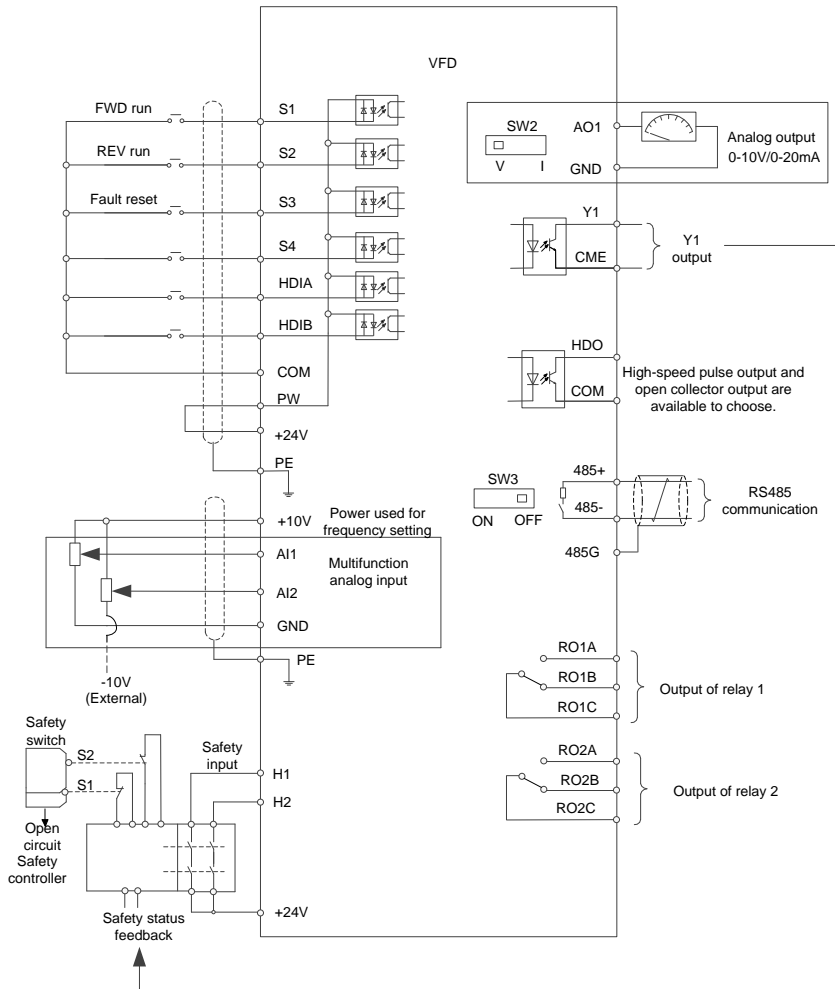 VFD
FWD run
S1
REV run
S2
Fault reset
S3
S4
HDIA
HDIB
COM
PW
+24V
PE
SW2
V I
AO1
GND
Analog output
0-10V/0-20mA
Y1
CME
Y1
output
HDO
COM
High-speed pulse output and
open collector output are
available to choose.
SW3
ON OFF
485+
485-
485G
RS485
communication
Power used for
frequency setting
+10V
AI1
Multifunction
analog input
AI2
GND
PE
-10V
(External)
RO1A
RO1B
RO1C
Output of relay 1
RO2A
RO2B
RO2C
Output of relay 2
Safety
switch
S2
S1
Safety
input
H1
H2
Open
circuit
Safety
controller
+24V
Safety status
feedback